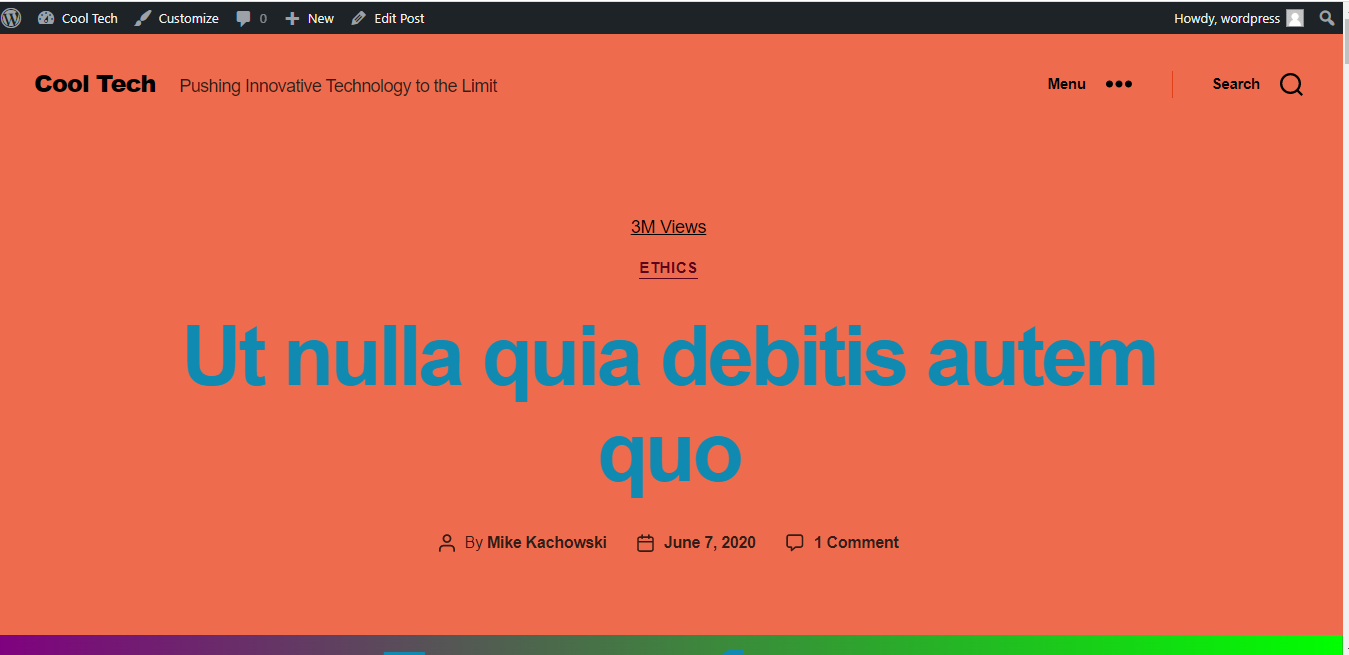 Cool Tech Customize 0 New Edit Post Howdy, wordpress
Cool Tech Pushing Innovative Technology to the Limit Menu Search
3M Views
ETHICS
Ut nulla quia debitis autem
quo
By Mike Kachowski June 7, 2020 1 Comment